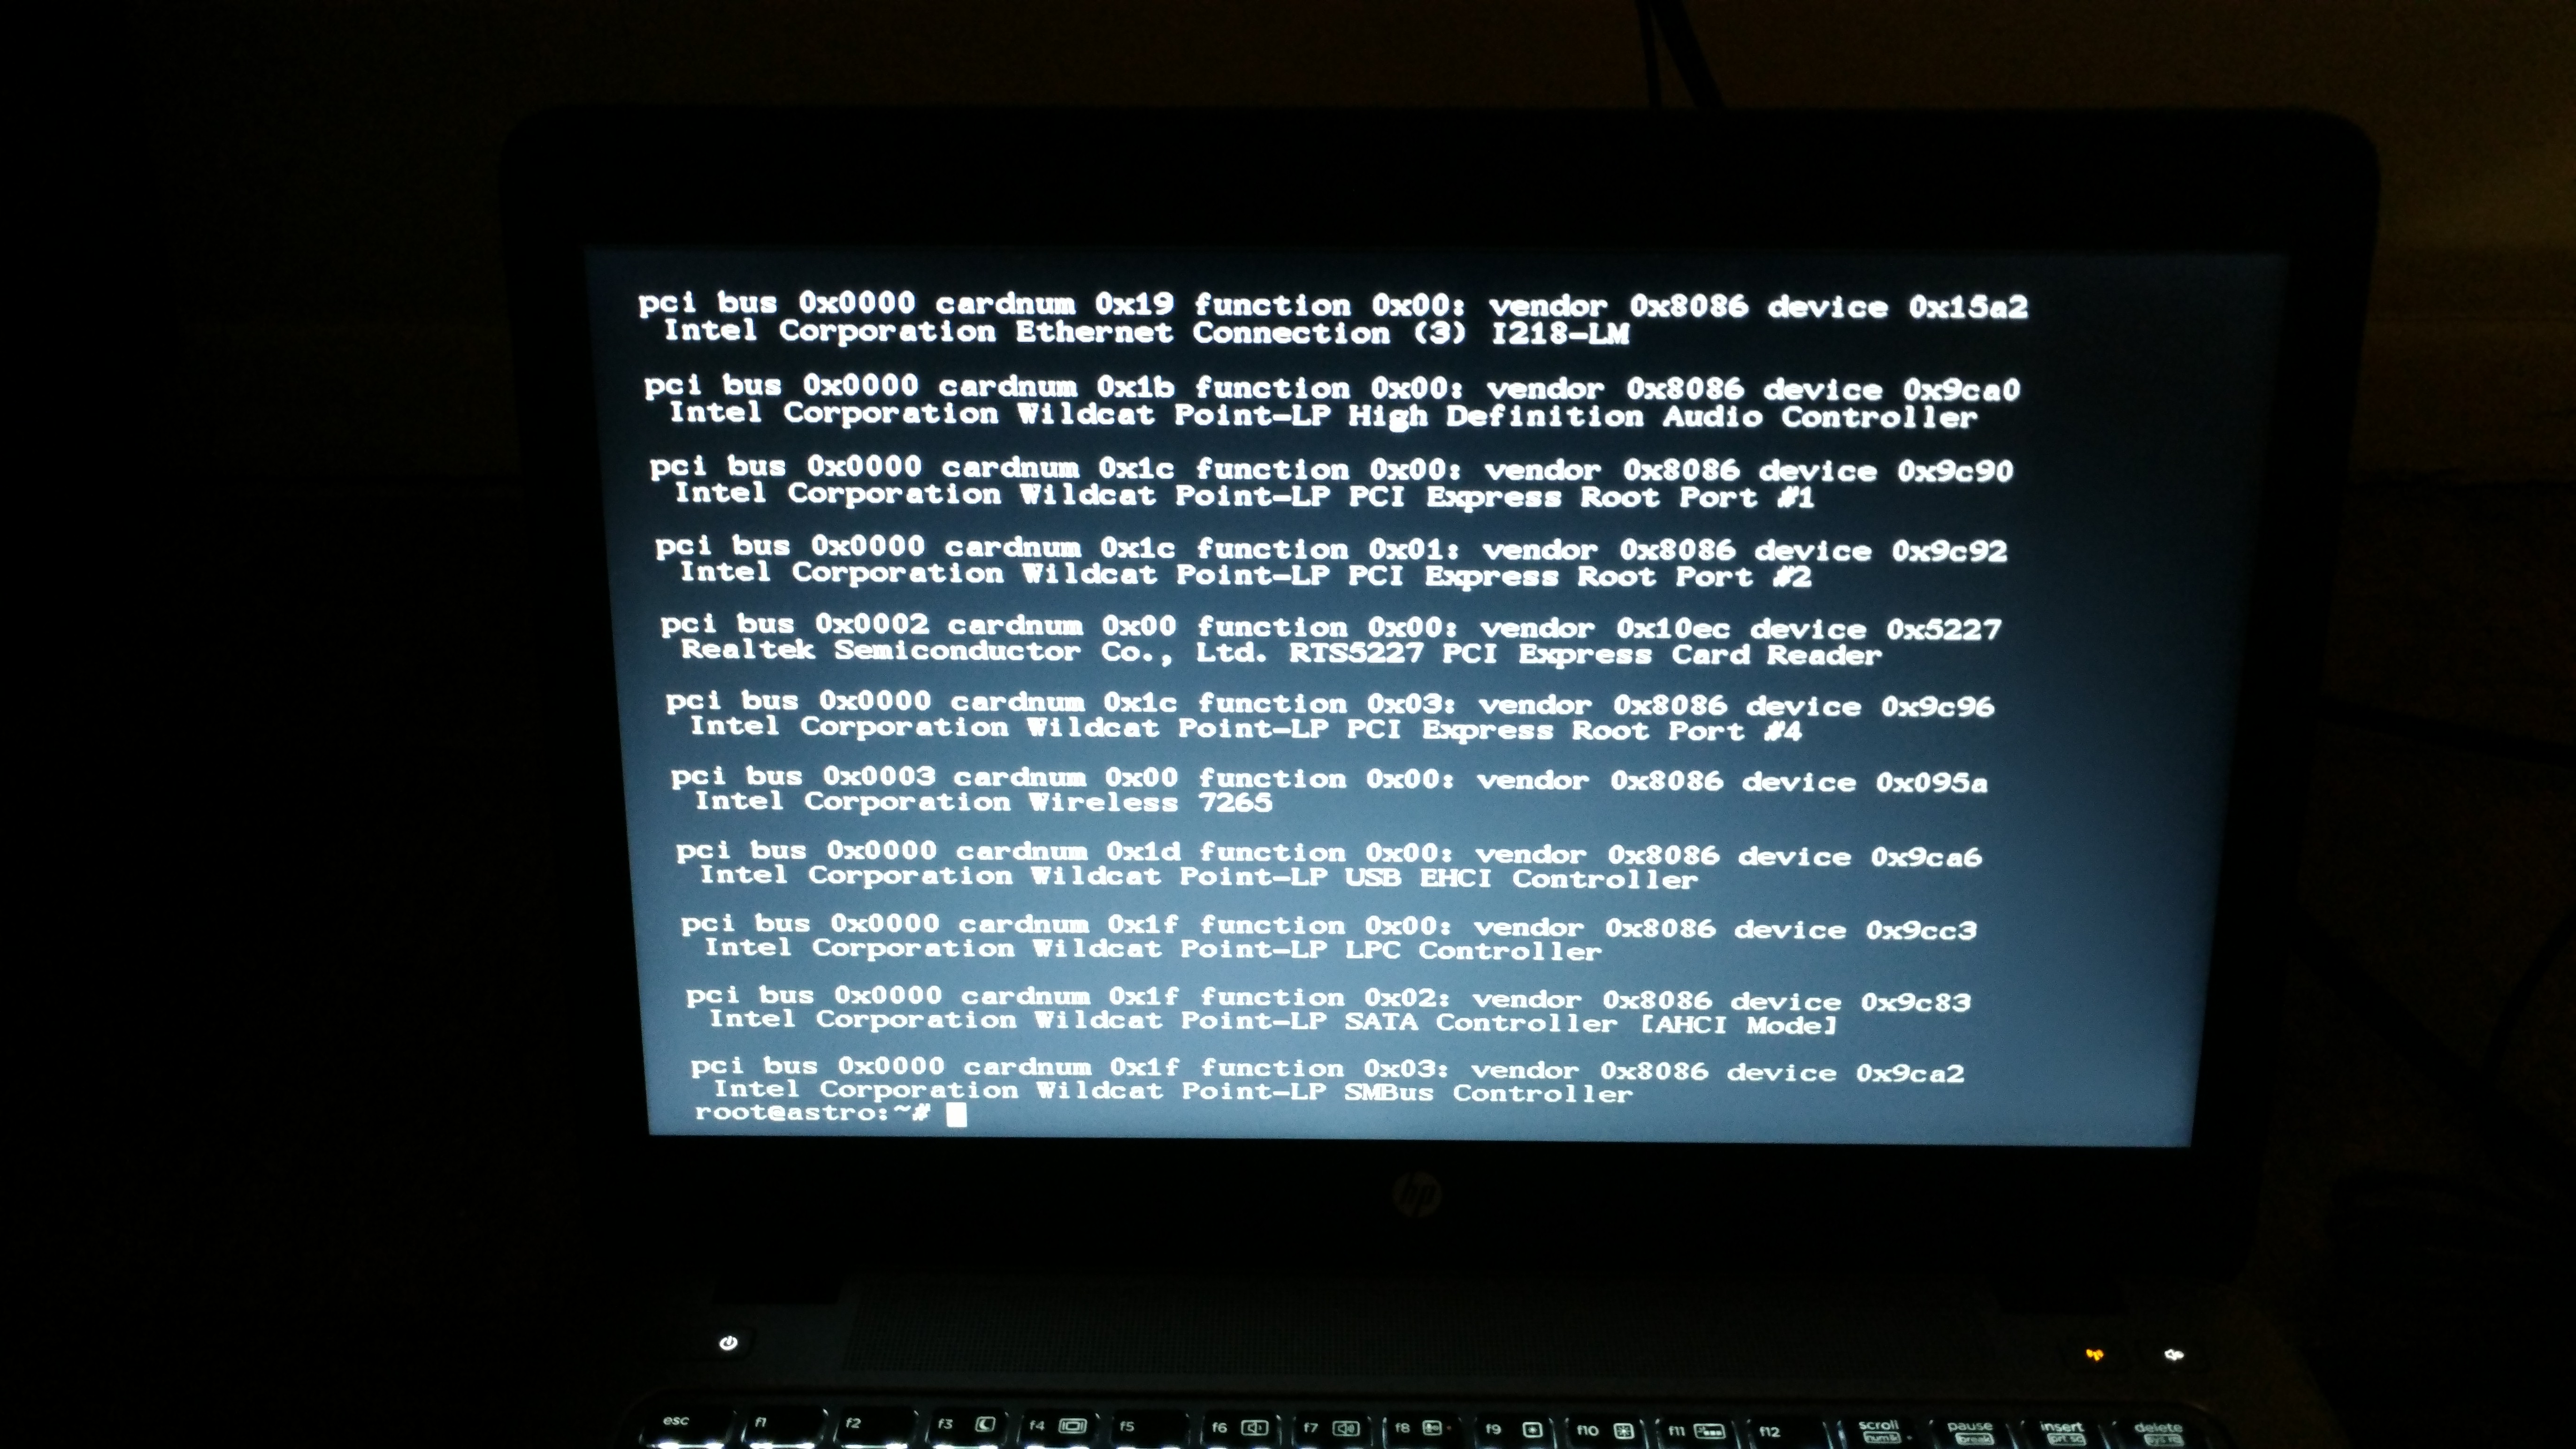 pci bus 0x0000 cardnum 0x19 function 0x00: vendor 0x8086 device 0x15a2
Intel Corporation Ethernet Connection (3) I218-LM
pci bus 0x0000 cardnum 0x1b function 0x00: vendor 0x8086 device 0x9ca0
Intel Corporation Wildcat Point-LP High Definition Audio Controller
pci bus 0x0000 cardnum 0x1c function 0x00: vendor 0x8086 device 0x9c90
Intel Corporation Wildcat Point-LP PCI Express Root Port #1
pci bus 0x0000 cardnum 0x1c function 0x01: vendor 0x8086 device 0x9c92
Intel Corporation Wildcat Point-LP PCI Express Root Port #2
pci bus 0x0002 cardnum 0x00 function 0x00: vendor 0x10ec device 0x5227
Realtek Semiconductor Co., Ltd. RTS5227 PCI Express Card Reader
pci bus 0x0000 cardnum 0x1c function 0x03: vendor 0x8086 device 0x9c96
Intel Corporation Wildcat Point-LP PCI Express Root Port #4
pci bus 0x0003 cardnum 0x00 function 0x00: vendor 0x8086 device 0x095a
Intel Corporation Wireless 7265
pci bus 0x0000 cardnum 0x1d function 0x00: vendor 0x8086 device 0x9ca6
Intel Corporation Wildcat Point-LP USB EHCI Controller
pci bus 0x0000 cardnum 0x1f function 0x00: vendor 0x8086 device 0x9cc3
Intel Corporation Wildcat Point-LP LPC Controller
pci bus 0x0000 cardnum 0x1f function 0x02: vendor 0x8086 device 0x9c83
Intel Corporation Wildcat Point-LP SATA Controller [AHCI Mode]
pci bus 0x0000 cardnum 0x1f function 0x03: vendor 0x8086 device 0x9ca2
Intel Corporation Wildcat Point-LP SMBus Controller
root@astro:~#
hp
esc f1 f2 f3 f4 f5 f6 f7 f8 f9 f10 f11 f12 scroll pause insert delete
num lk break prt sc sys rq